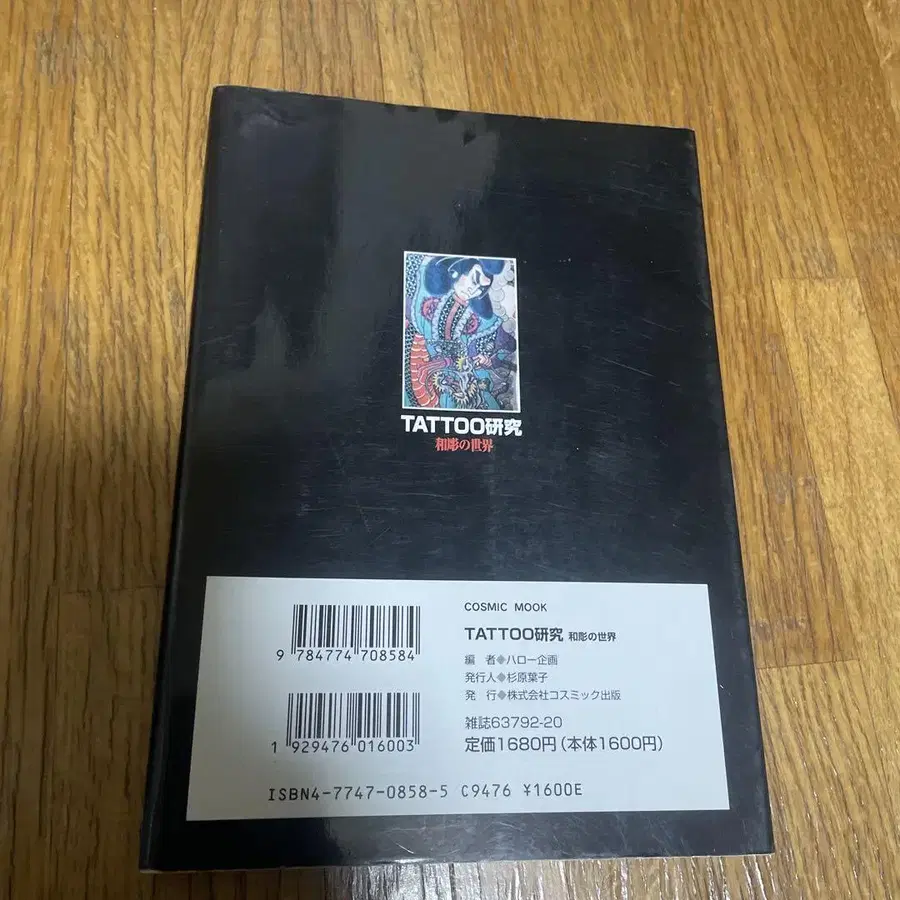 TATTOO研究
和彫の世界
9 784774 708584
1 929476 016003
COSMIC MOOK
TATTOO研究 和彫の世界
編 者◆ハロー企画
発行人◆杉原葉子
発 行◆株式会社コスミック出版
雑誌63792-20
定価1680円(本体1600円)
ISBN4-7747-0858-5 C9476 ¥1600E